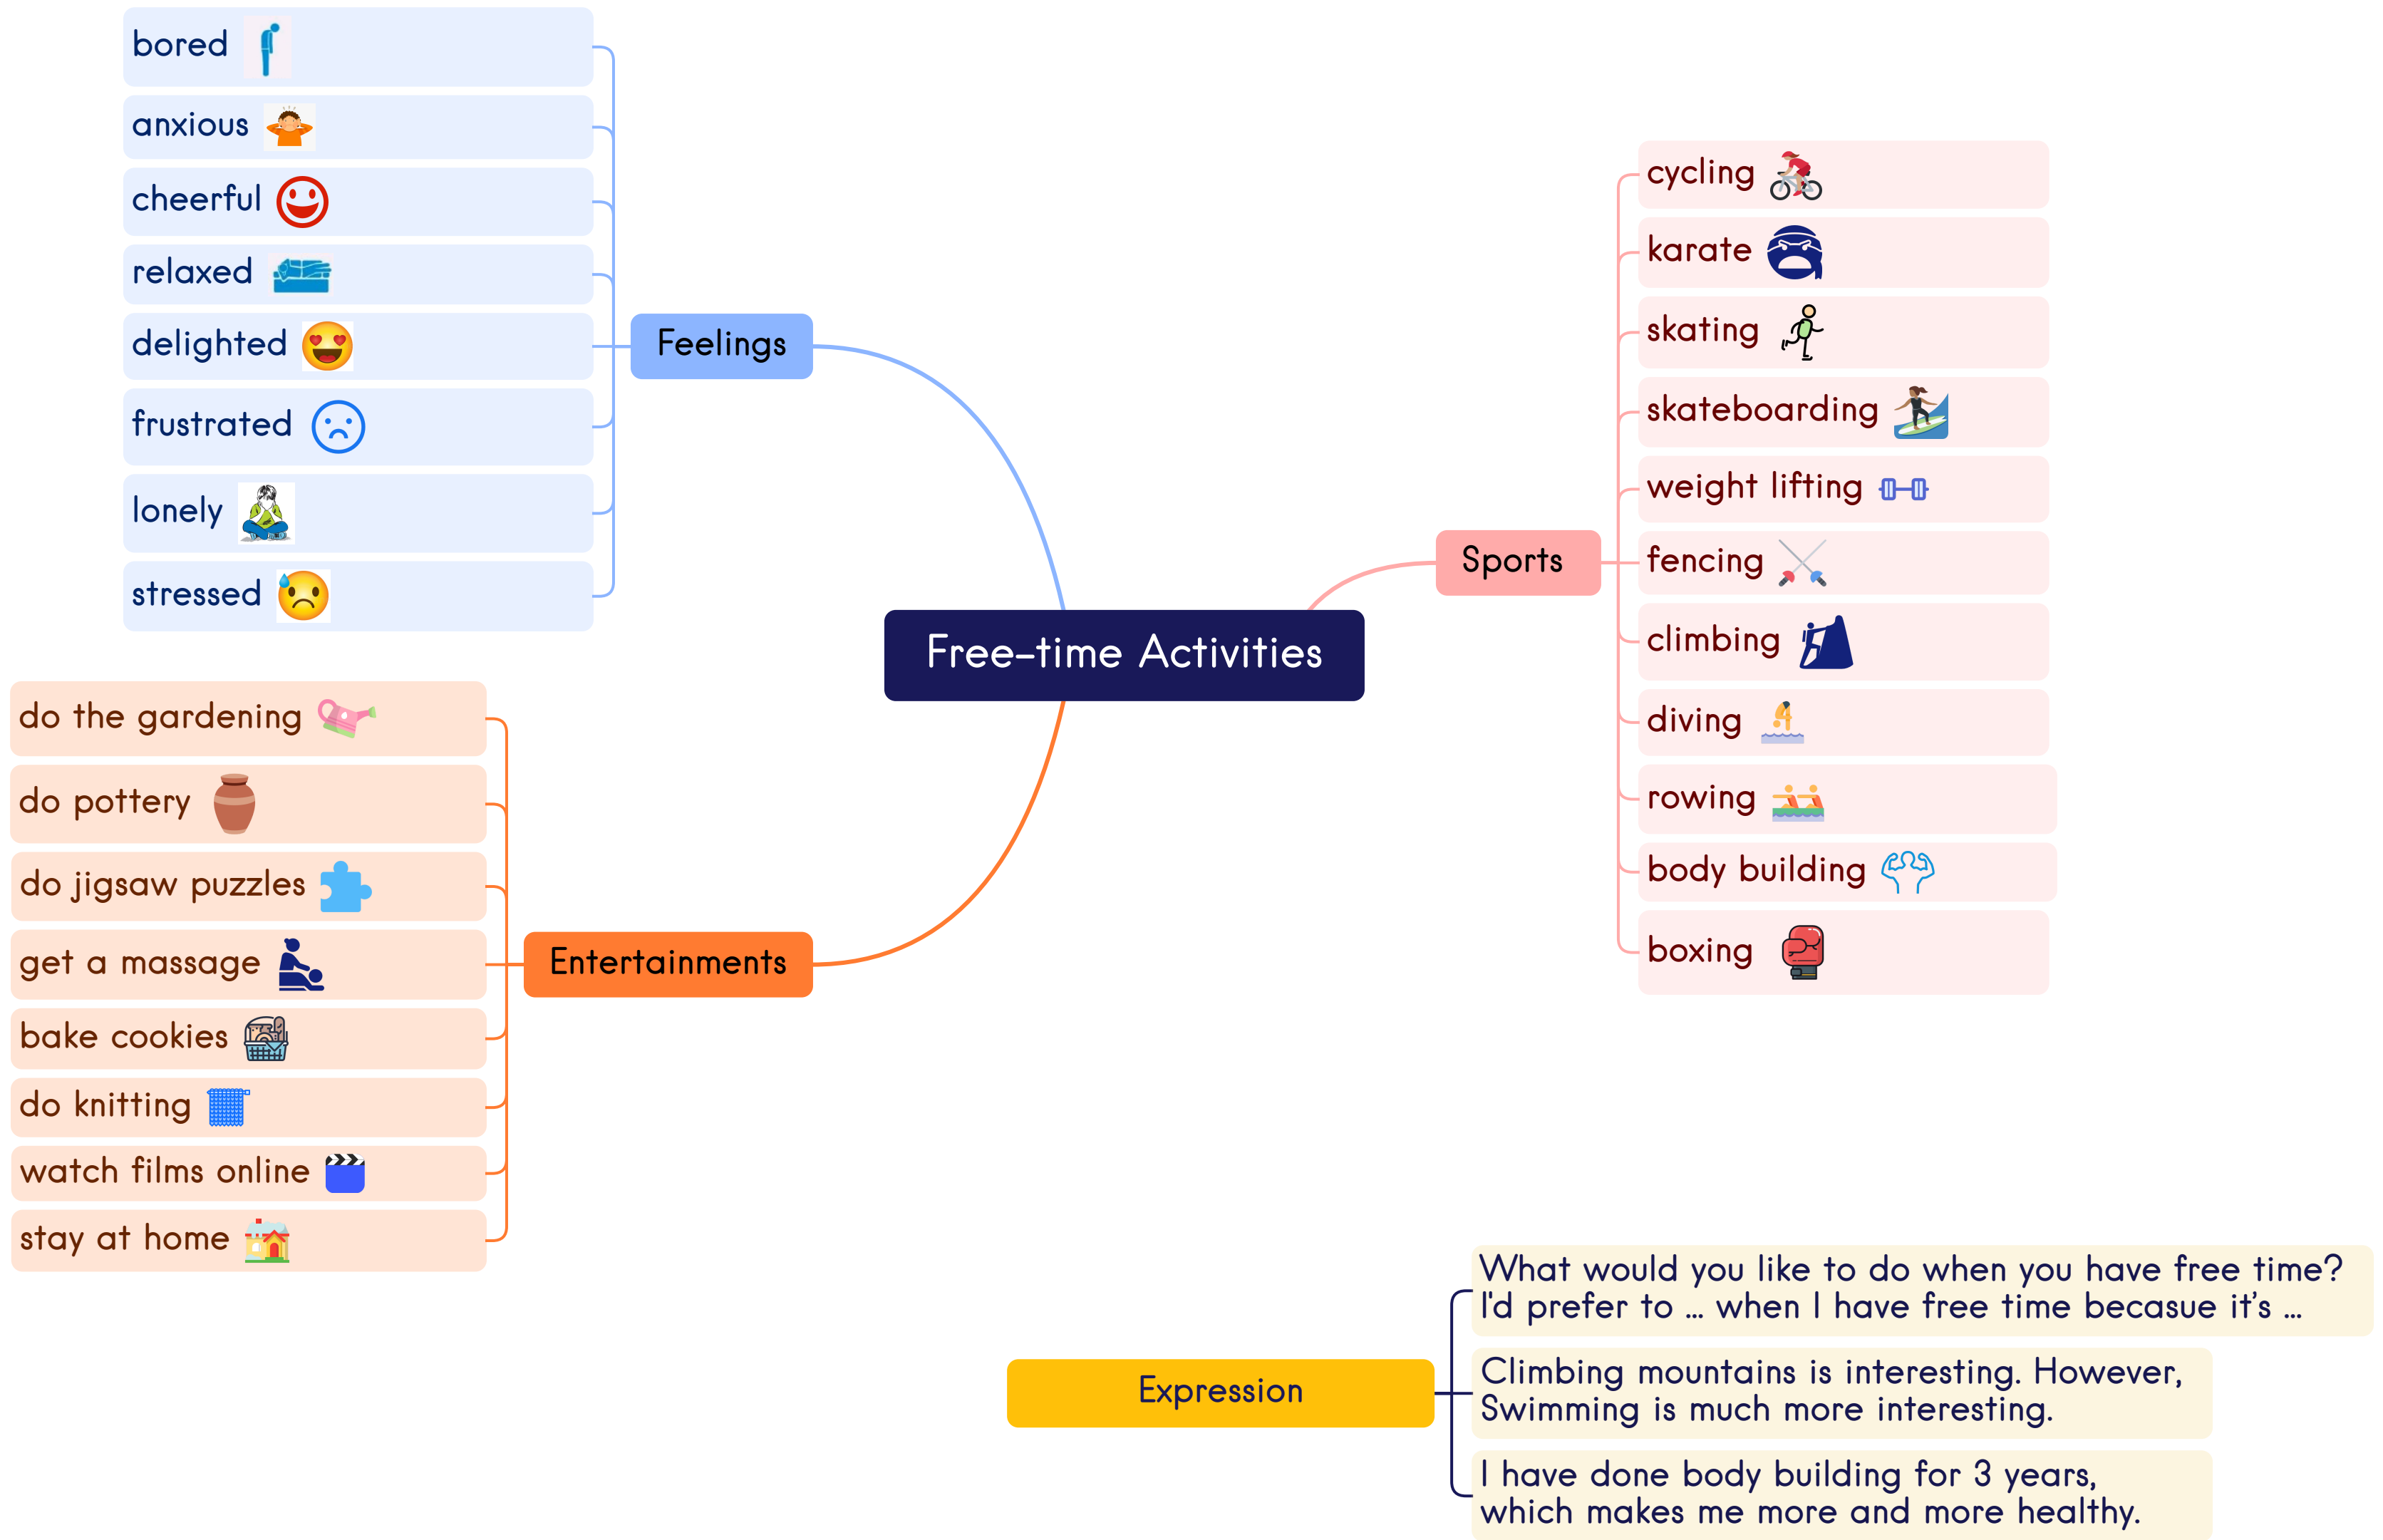 Free-time Activities
Feelings
bored
anxious
cheerful
relaxed
delighted
frustrated
lonely
stressed
Entertainments
do the gardening
do pottery
do jigsaw puzzles
get a massage
bake cookies
do knitting
watch films online
stay at home
Sports
cycling
karate
skating
skateboarding
weight lifting
fencing
climbing
diving
rowing
body building
boxing
Expression
What would you like to do when you have free time?
I'd prefer to ... when I have free time becasue it's ...
Climbing mountains is interesting. However,
Swimming is much more interesting.
I have done body building for 3 years,
which makes me more and more healthy.